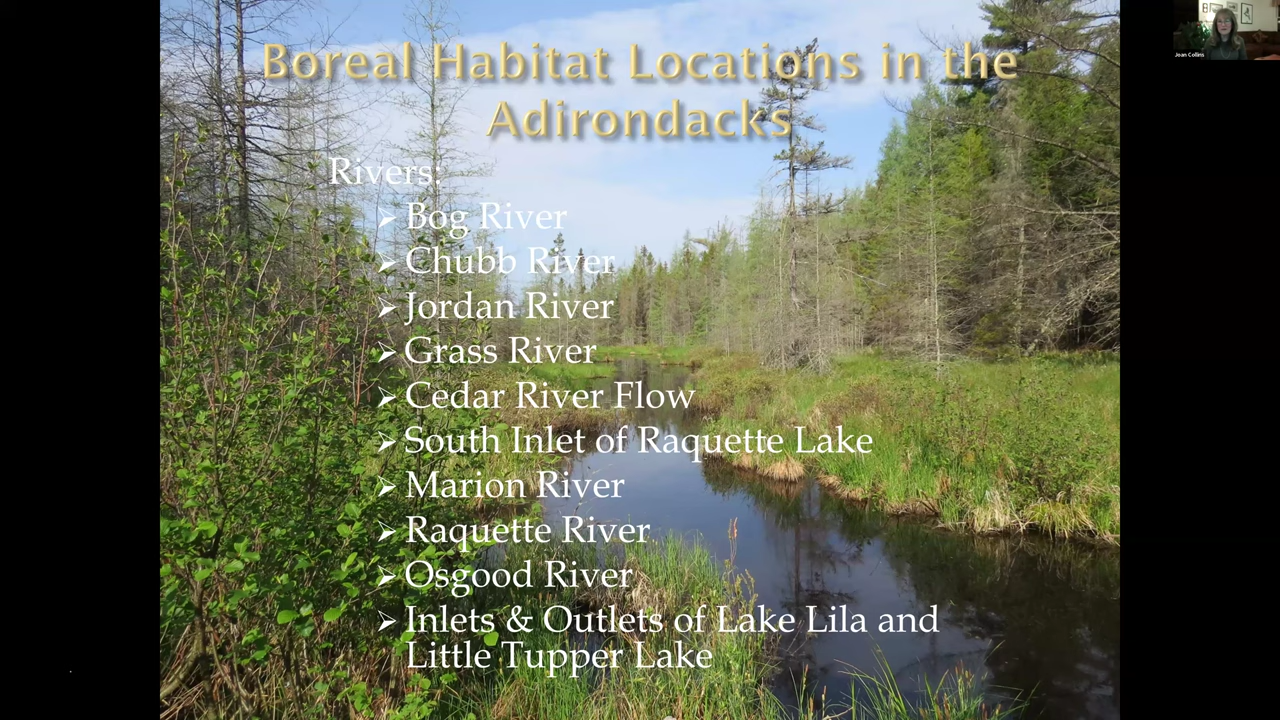 Boreal Habitat Locations in the
Adirondacks
Rivers:
Bog River
Chubb River
Jordan River
Grass River
Cedar River Flow
South Inlet of Raquette Lake
Marion River
Raquette River
Osgood River
Inlets & Outlets of Lake Lila and
Little Tupper Lake
Joan Collins